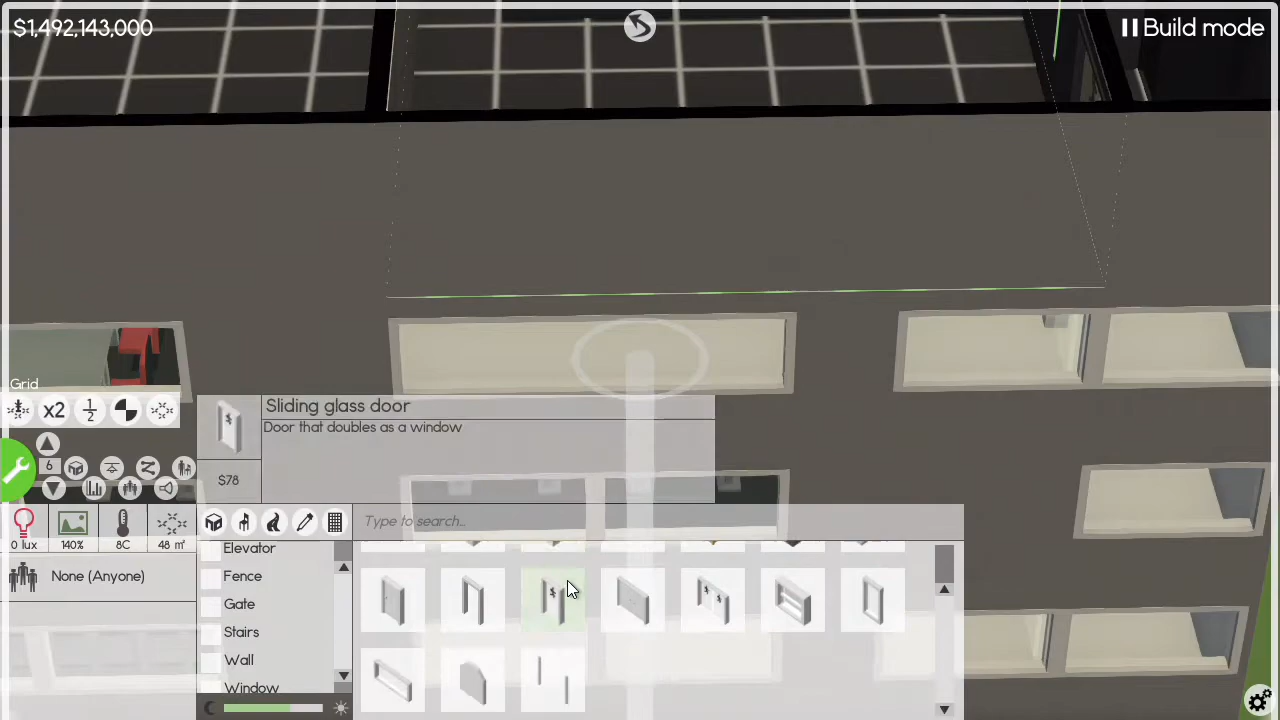 $1,492,143,000
Build mode
Grid
x2
1/2
Sliding glass door
Door that doubles as a window
6
$78
Type to search...
0 lux
140%
8C
48 m²
Elevator
None (Anyone)
Fence
Gate
Stairs
Wall
Window